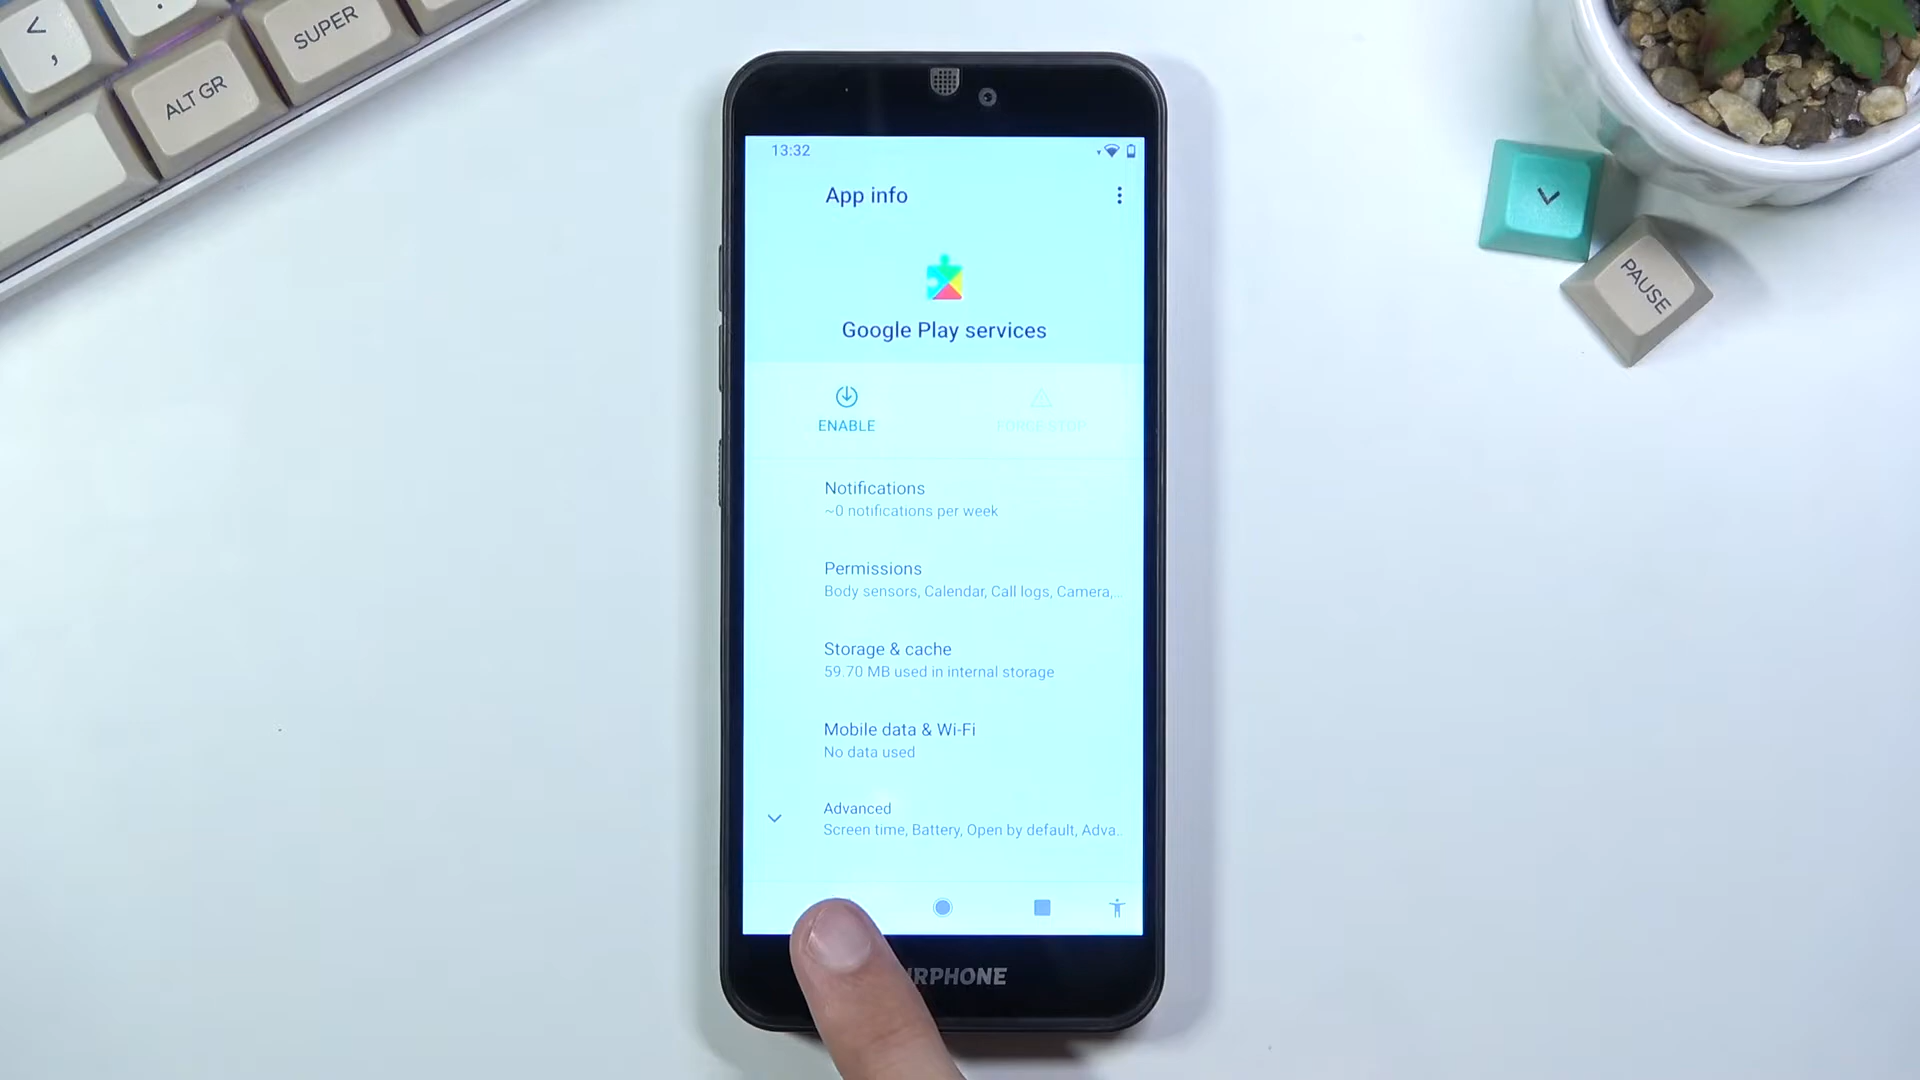 <
,
ALT GR
SUPER
13:32
App info
Google Play services
ENABLE
FORCE STOP
Notifications
~0 notifications per week
Permissions
Body sensors, Calendar, Call logs, Camera,..
Storage & cache
59.70 MB used in internal storage
Mobile data & Wi-Fi
No data used
Advanced
Screen time, Battery, Open by default, Adva..
RPHONE
PAUSE